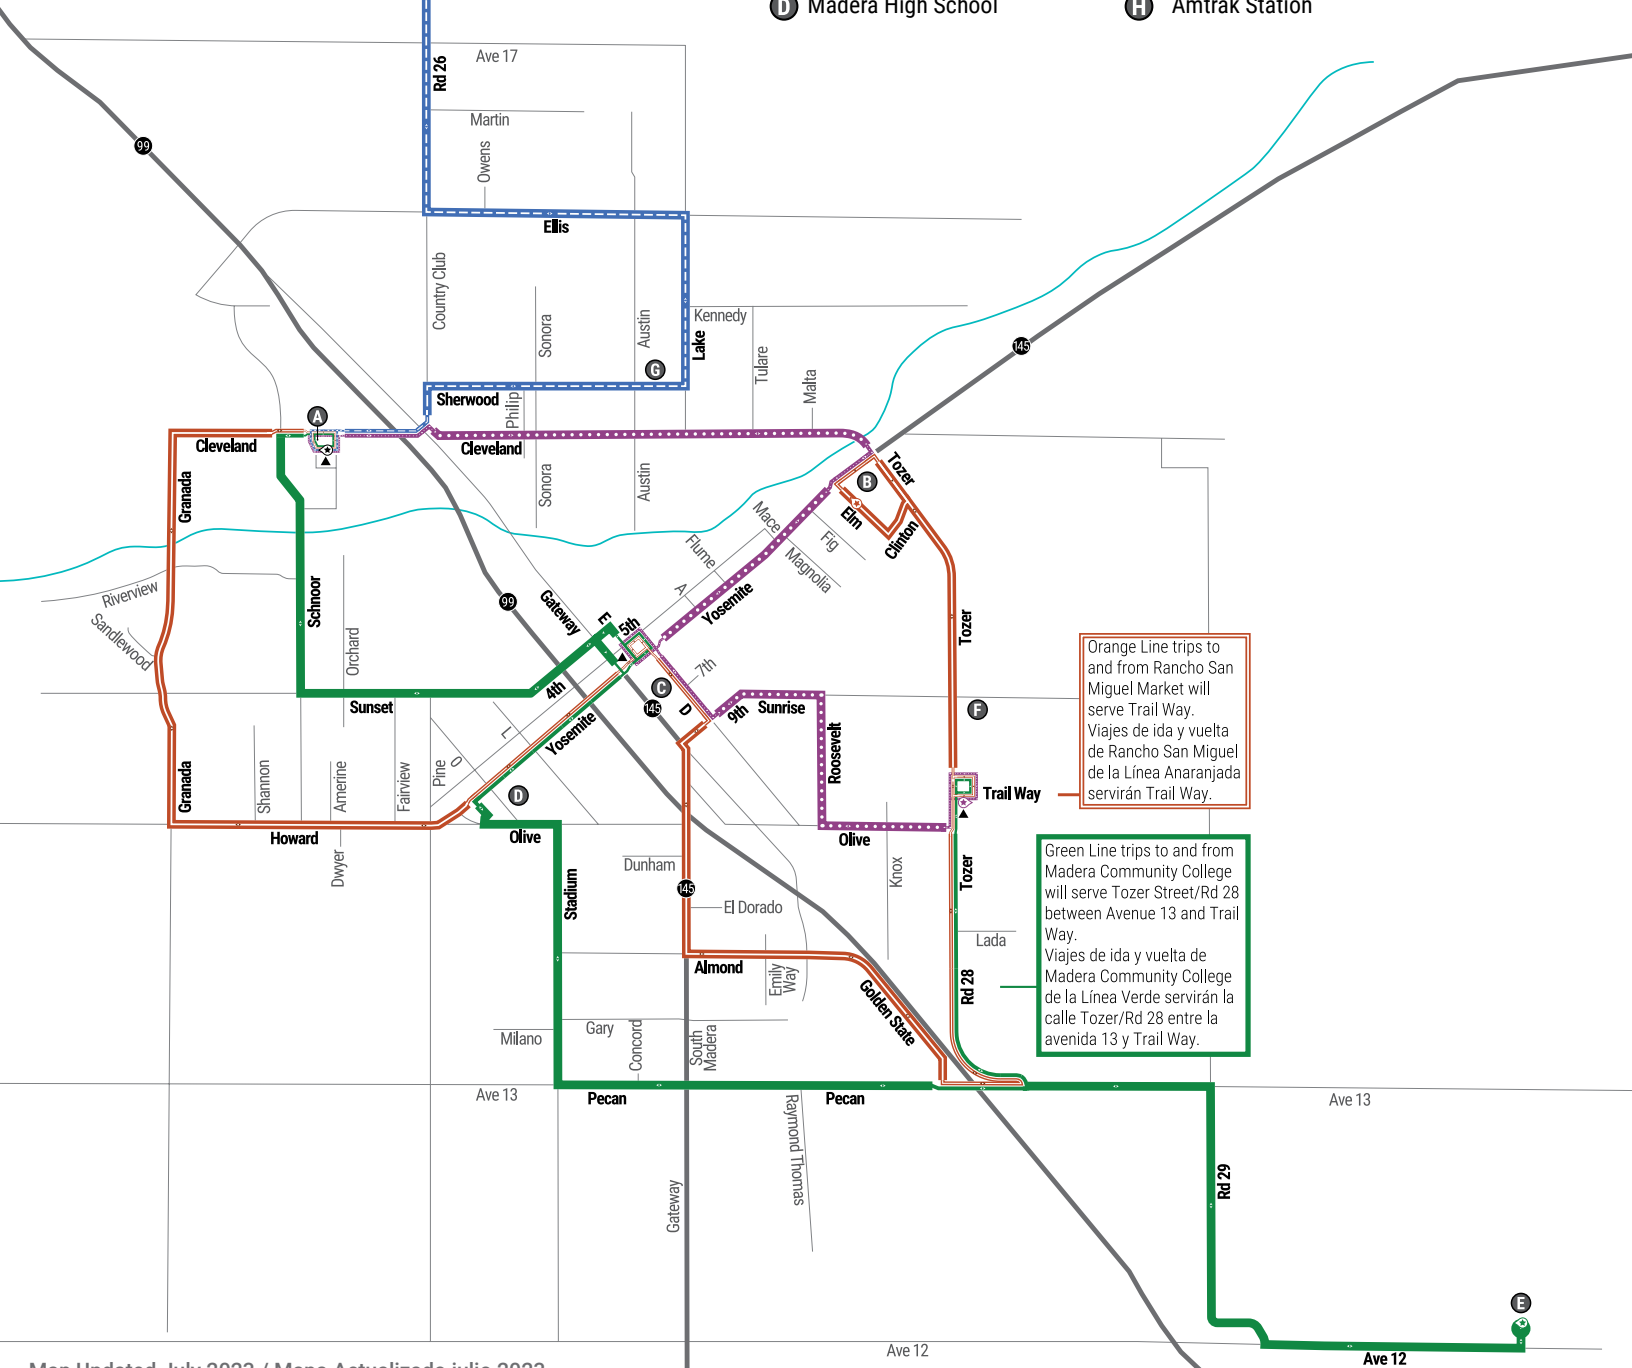 D Madera High School
H Amtrak Station
Ave 17
Rd 26
Martin
Owens
99
Ellis
Country Club
Sonora
Austin
Kennedy
Lake
Tulare
Malta
145
G
Sherwood
Philip
A
Cleveland
Cleveland
Granada
Sonora
Austin
Tozer
B
Elm
Clinton
Mace
Fig
Magnolia
Flume
A
Yosemite
Riverview
Sandlewood
Schnoor
Orchard
99
Gateway
E
5th
7th
Tozer
4th
C
145
D
9th
Sunrise
Sunset
F
Yosemite
L
Roosevelt
Granada
Shannon
Amerine
Fairview
Pine
O
D
Trail Way
Howard
Dwyer
Olive
Olive
Dunham
Knox
Tozer
Stadium
145
El Dorado
Lada
Almond
Emily
Way
Rd 28
Golden State
Gary
Milano
Concord
South
Madera
Orange Line trips to
and from Rancho San
Miguel Market will
serve Trail Way.
Viajes de ida y vuelta
de Rancho San Miguel
de la Línea Anaranjada
servirán Trail Way.
Green Line trips to and from
Madera Community College
will serve Tozer Street/Rd 28
between Avenue 13 and Trail
Way.
Viajes de ida y vuelta de
Madera Community College
de la Línea Verde servirán la
calle Tozer/Rd 28 entre la
avenida 13 y Trail Way.
Ave 13
Pecan
Pecan
Ave 13
Raymond Thomas
Gateway
Rd 29
E
Ave 12
Ave 12
Map Updated July 2023 / Mapa Actualizado julio 2023